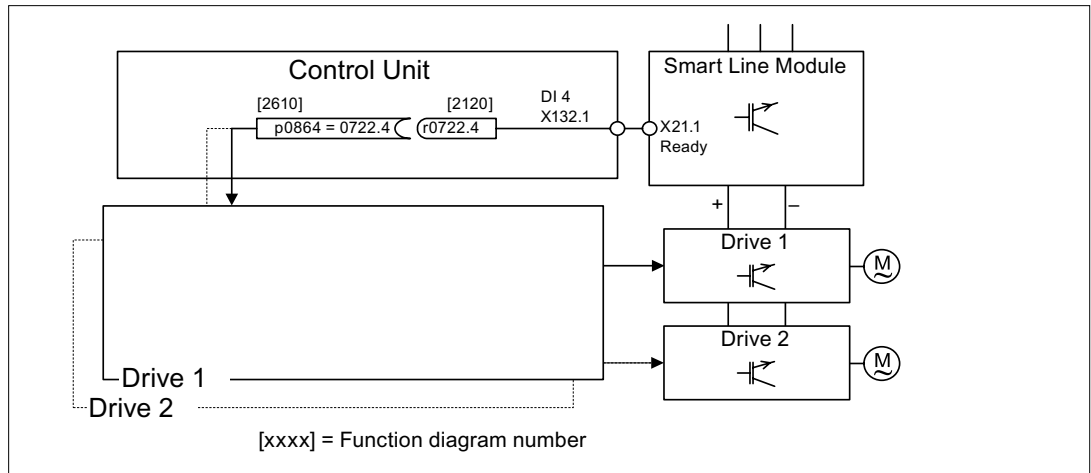 Control Unit
[2610]
[2120]
DI 4
X132.1
p0864 = 0722.4
r0722.4
Smart Line Module
X21.1
Ready
+
–
Drive 1
M
~
Drive 2
M
~
Drive 1
Drive 2
[xxxx] = Function diagram number